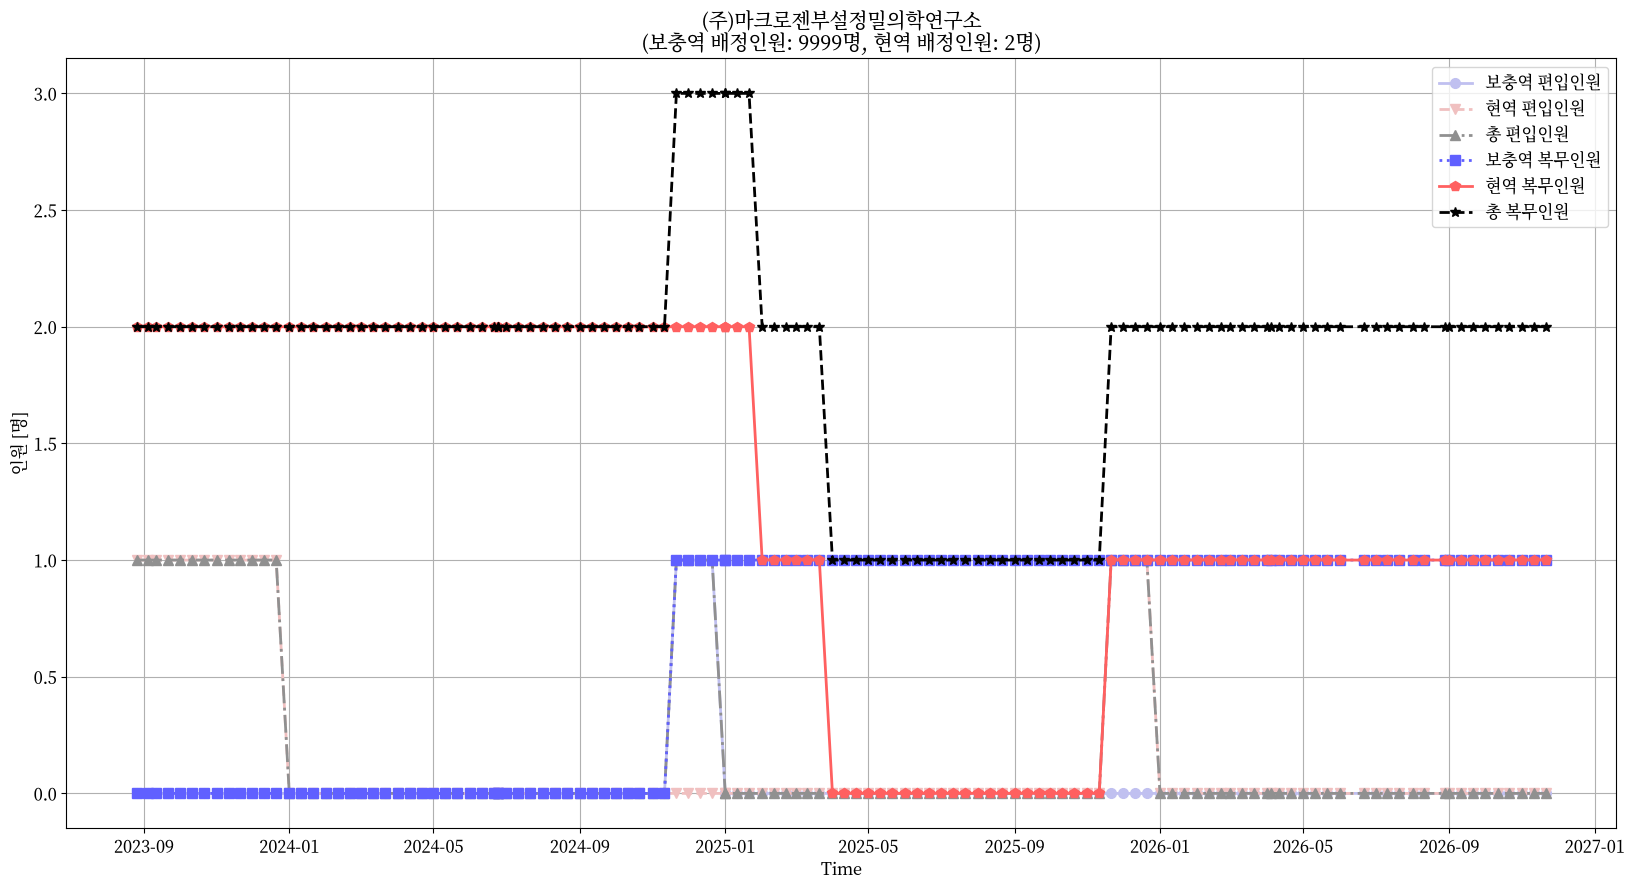 (주)마크로젠부설정밀의학연구소
(보충역 배정인원: 9999명, 현역 배정인원: 2명)
보충역 편입인원
현역 편입인원
총 편입인원
보충역 복무인원
현역 복무인원
총 복무인원
인원 [명]
3.0
2.5
2.0
1.5
1.0
0.5
0.0
2023-09
2024-01
2024-05
2024-09
2025-01
2025-05
2025-09
2026-01
2026-05
2026-09
2027-01
Time